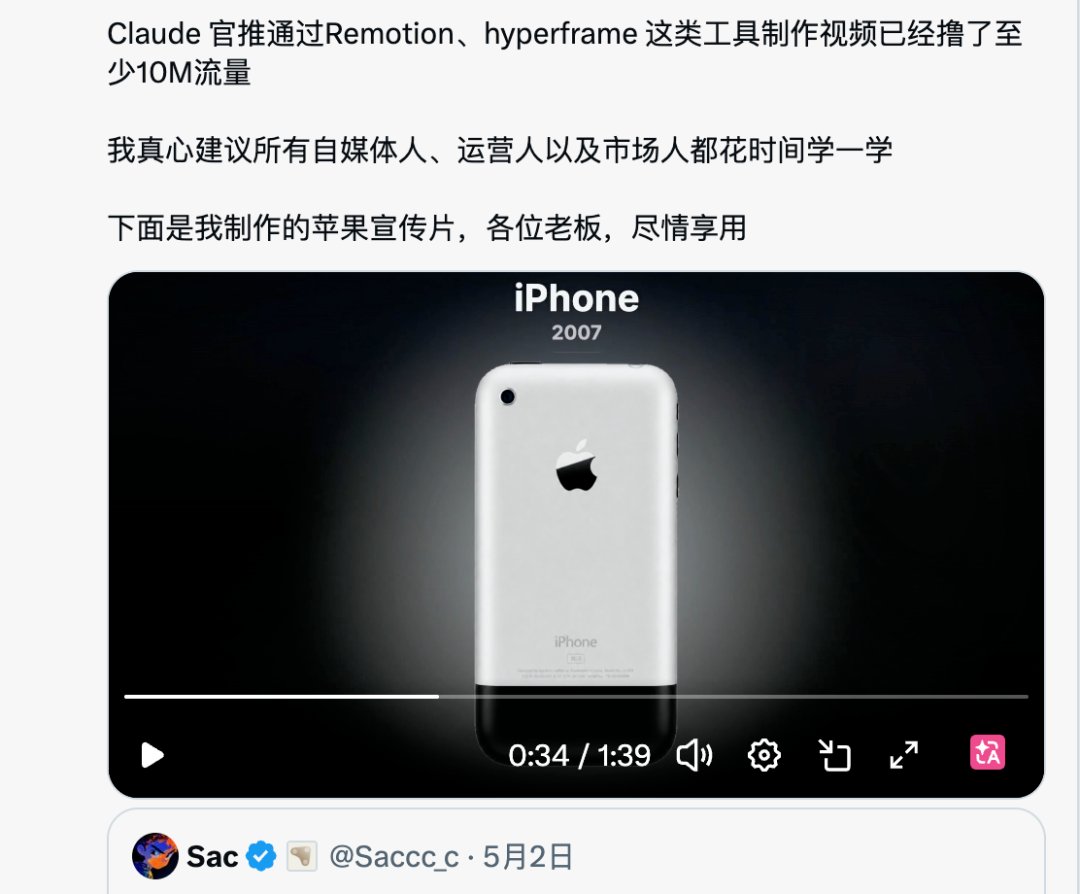 Claude 官推通过Remotion、hyperframe 这类工具制作视频已经撸了至
少10M流量
我真心建议所有自媒体人、运营人以及市场人都花时间学一学
下面是我制作的苹果宣传片，各位老板，尽情享用
iPhone
2007
iPhone
0:34 / 1:39
Sac @Saccc_c · 5月2日